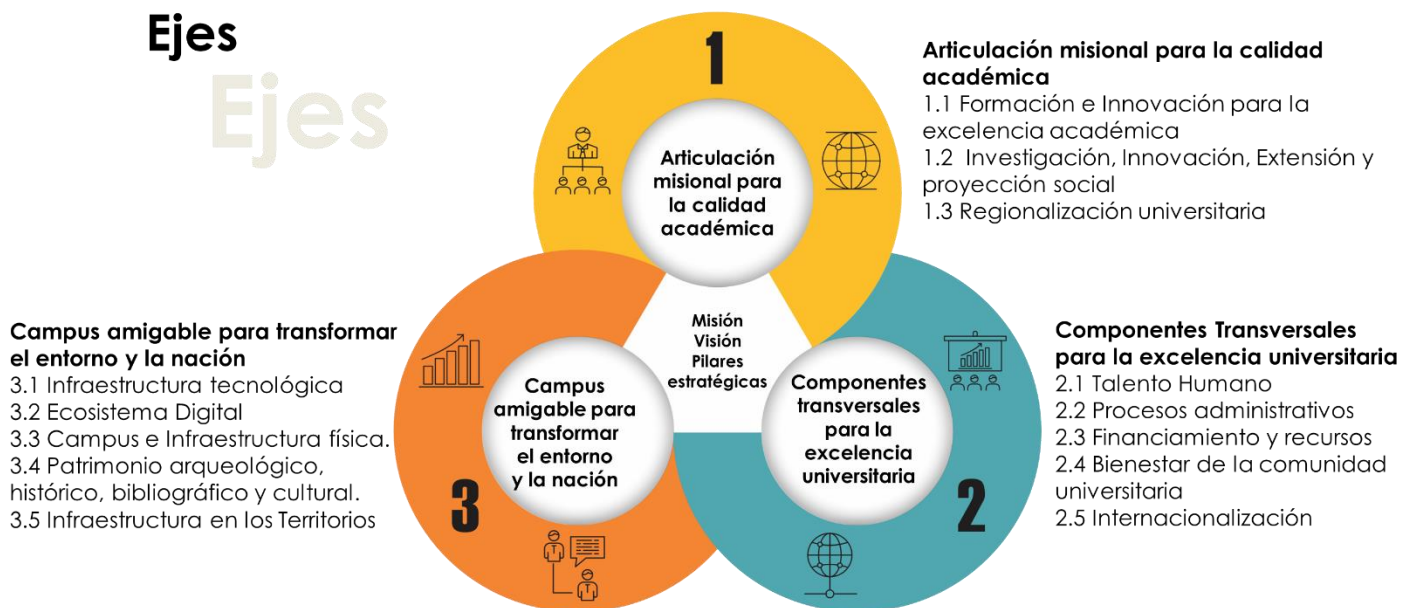 Ejes
Ejes
1
Articulación
misional para
la calidad
académica
Articulación misional para la calidad
académica
1.1 Formación e Innovación para la
excelencia académica
1.2 Investigación, Innovación, Extensión y
proyección social
1.3 Regionalización universitaria
Misión
Visión
Pilares
estratégicas
Campus amigable para transformar
el entorno y la nación
3.1 Infraestructura tecnológica
3.2 Ecosistema Digital
3.3 Campus e Infraestructura física.
3.4 Patrimonio arqueológico,
histórico, bibliográfico y cultural.
3.5 Infraestructura en los Territorios
Campus
amigable para
transformar
el entorno
y la nación
3
Componentes
transversales
para la
excelencia
universitaria
2
Componentes Transversales
para la excelencia universitaria
2.1 Talento Humano
2.2 Procesos administrativos
2.3 Financiamiento y recursos
2.4 Bienestar de la comunidad
universitaria
2.5 Internacionalización